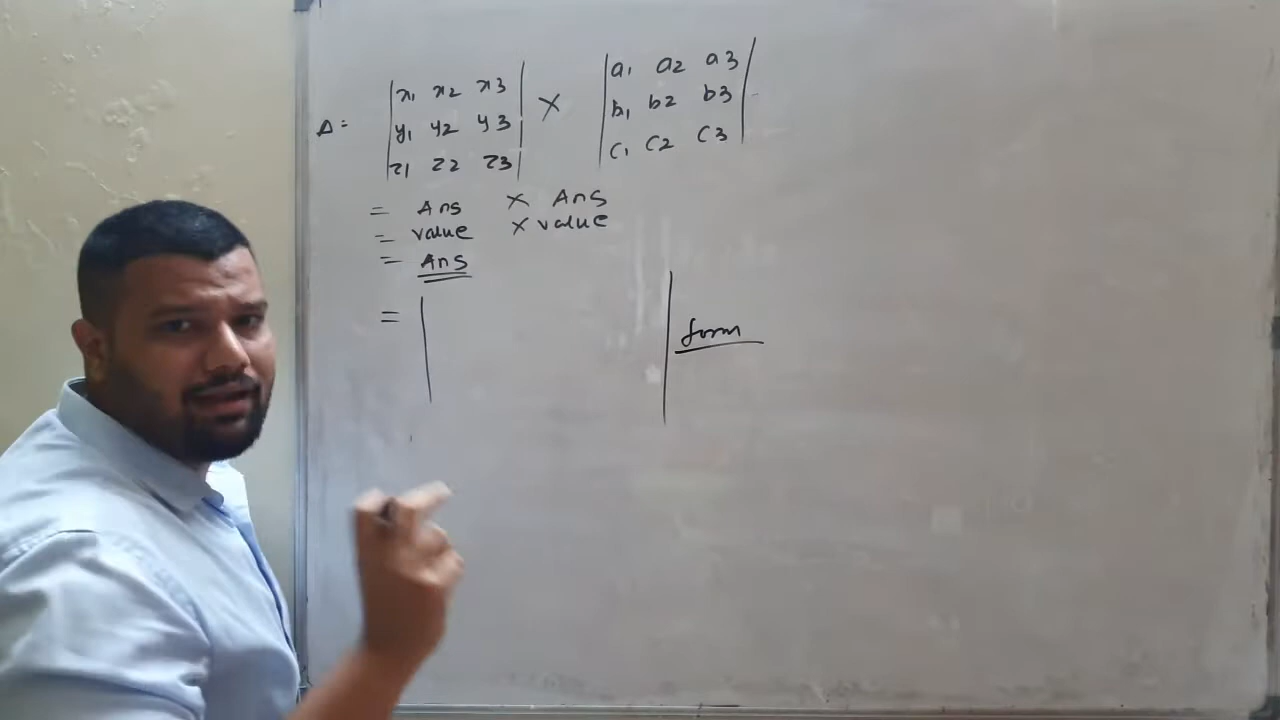 Δ = | x1 x2 x3 | × | a1 a2 a3 |
| y1 y2 y3 | | b1 b2 b3 |
| z1 z2 z3 | | c1 c2 c3 |
= Ans × Ans
= value × value
= Ans
= | | form